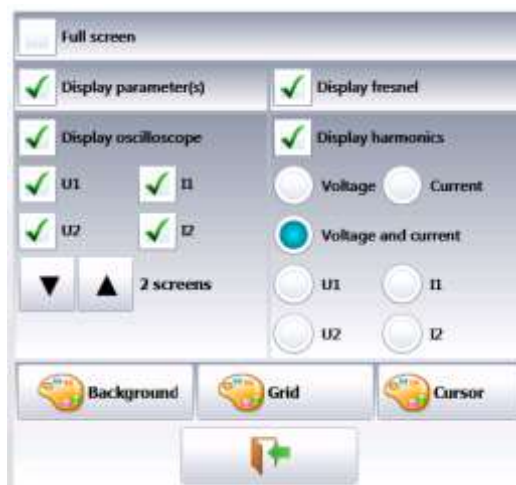 Full screen
Display parameter(s) Display fresnel
Display oscilloscope Display harmonics
U1 I1 Voltage Current
U2 I2 Voltage and current
2 screens U1 I1
U2 I2
Background Grid Cursor